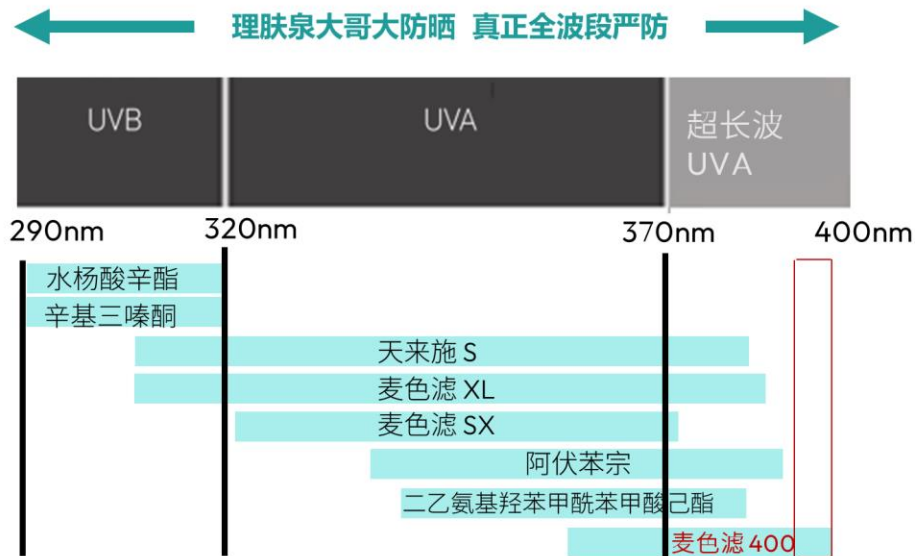 理肤泉大哥大防晒 真正全波段严防
UVB
UVA
超长波
UVA
290nm
320nm
370nm
400nm
水杨酸辛酯
辛基三嗪酮
天来施 S
麦色滤 XL
麦色滤 SX
阿伏苯宗
二乙氨基羟苯甲酰苯甲酸己酯
麦色滤 400